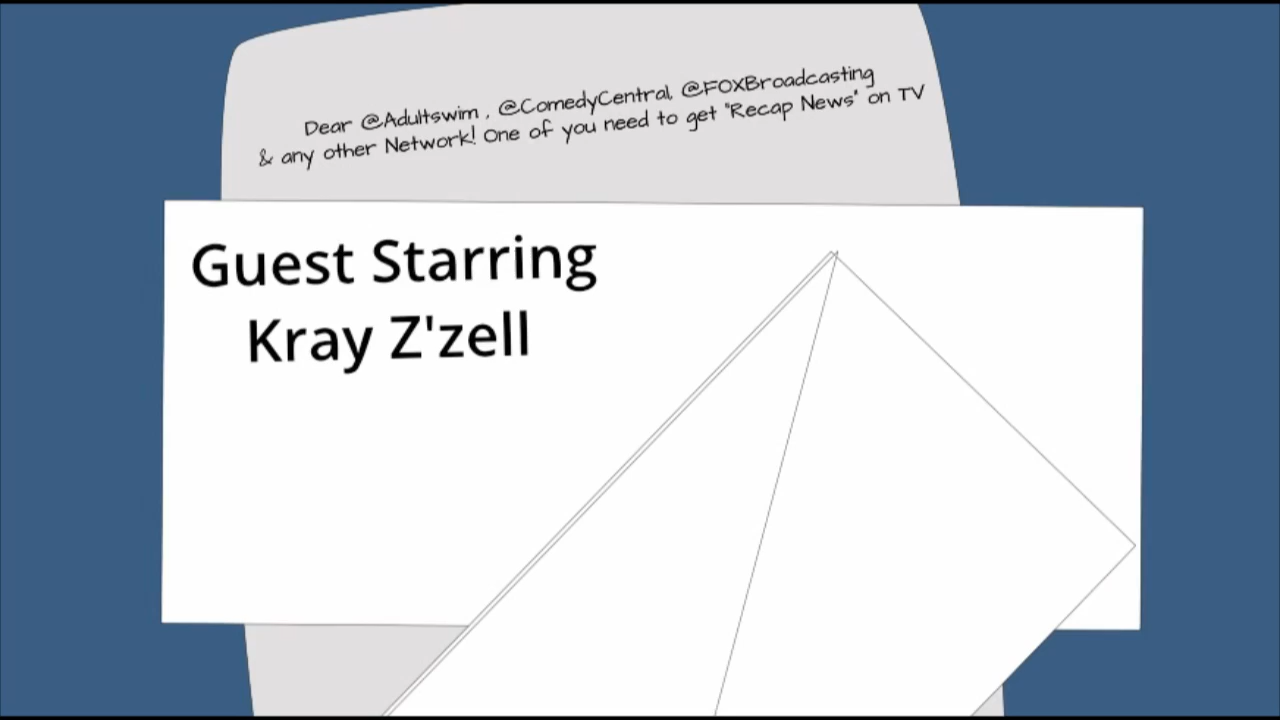 Dear @Adultswim , @ComedyCentral, @FOXBroadcasting
& any other Network! One of you need to get "Recap News" on TV
Guest Starring
Kray Z'zell